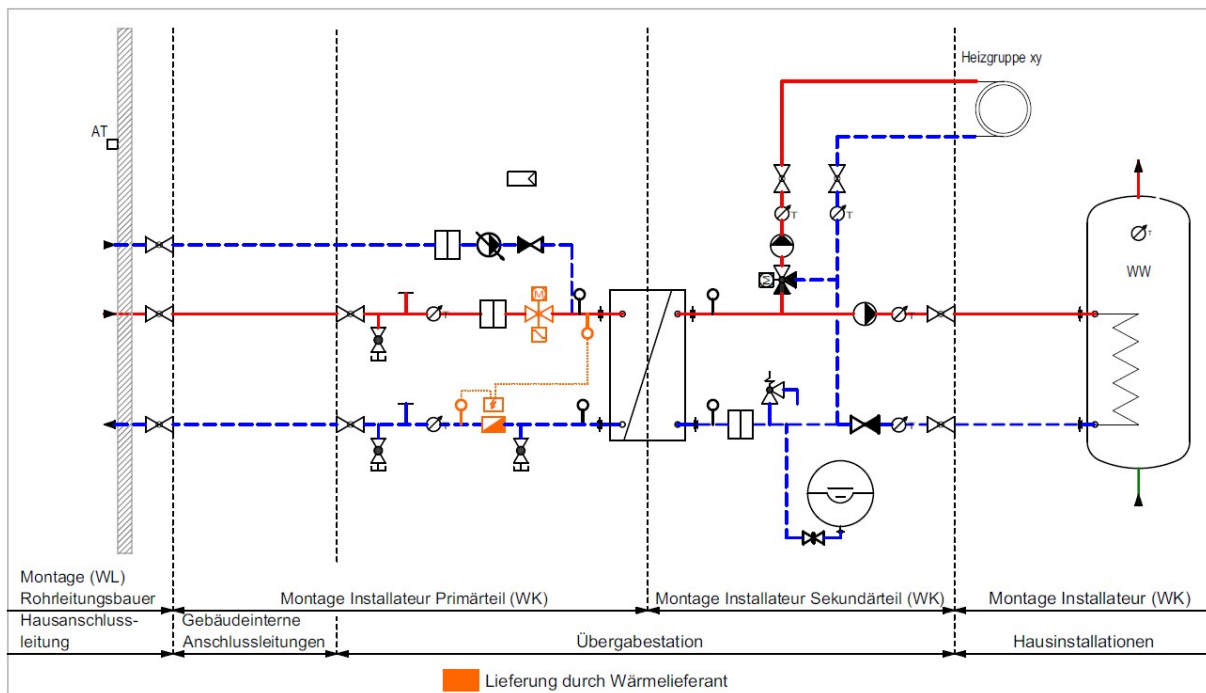 Heizgruppe xy
AT
T
T
WW
T
M
M
T
T
T
T
Montage (WL)
Rohrleitungsbauer
Montage Installateur Primärteil (WK)
Montage Installateur Sekundärteil (WK)
Montage Installateur (WK)
Hausanschluss-
leitung
Gebäudeinterne
Anschlussleitungen
Übergabestation
Hausinstallationen
Lieferung durch Wärmelieferant